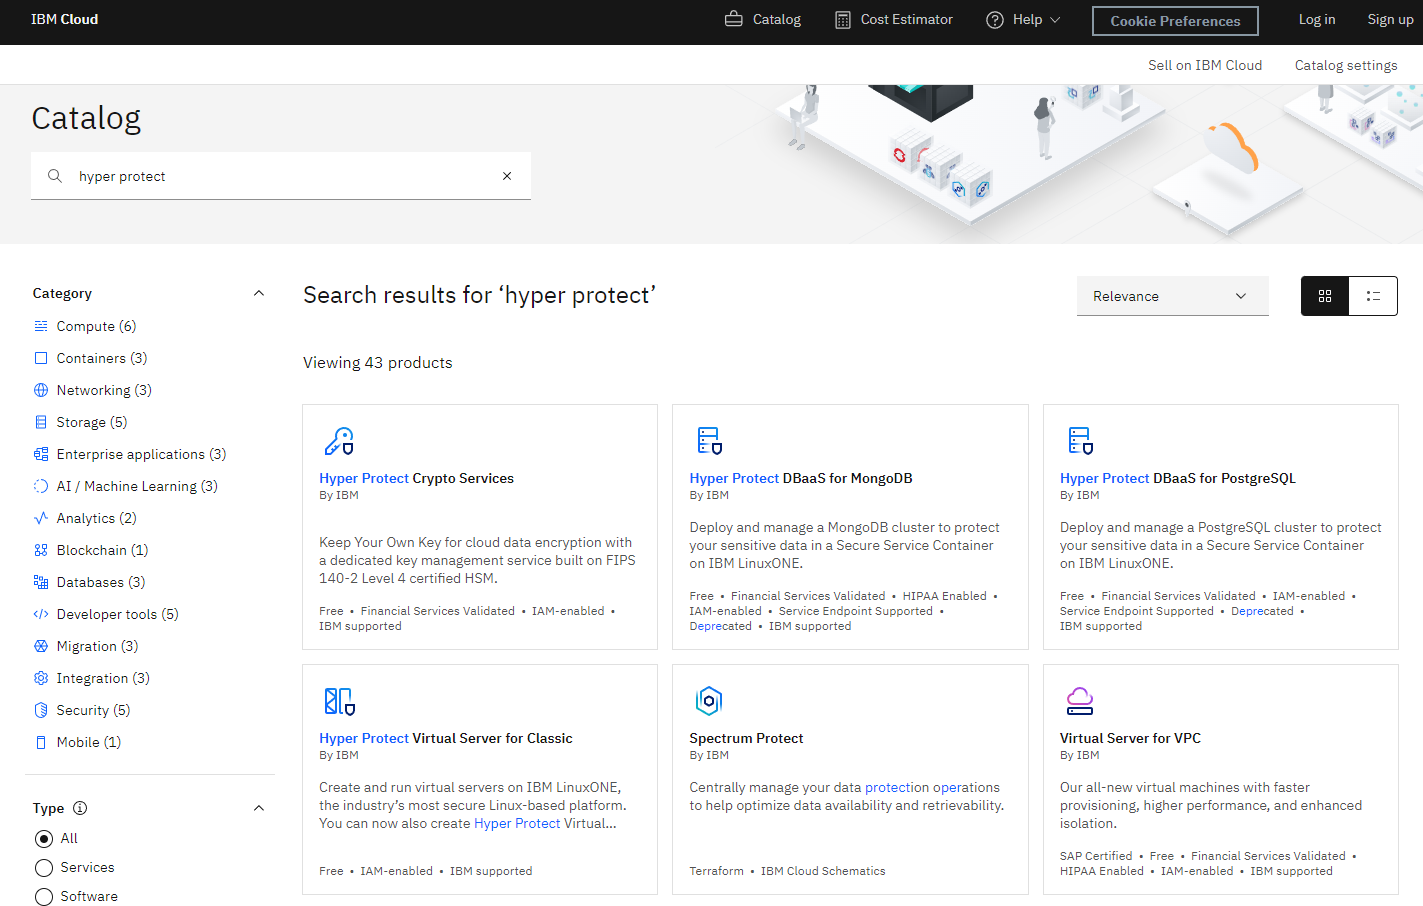 IBM Cloud
Catalog
Cost Estimator
Help
Cookie Preferences
Log in
Sign up
Sell on IBM Cloud
Catalog settings
Catalog
hyper protect
Category
Compute (6)
Containers (3)
Networking (3)
Storage (5)
Enterprise applications (3)
AI / Machine Learning (3)
Analytics (2)
Blockchain (1)
Databases (3)
Developer tools (5)
Migration (3)
Integration (3)
Security (5)
Mobile (1)
Type
All
Services
Software
Search results for ‘hyper protect’
Relevance
Viewing 43 products
Hyper Protect Crypto Services
By IBM
Keep Your Own Key for cloud data encryption with
a dedicated key management service built on FIPS
140-2 Level 4 certified HSM.
Free • Financial Services Validated • IAM-enabled •
IBM supported
Hyper Protect DBaaS for MongoDB
By IBM
Deploy and manage a MongoDB cluster to protect
your sensitive data in a Secure Service Container
on IBM LinuxONE.
Free • Financial Services Validated • HIPAA Enabled •
IAM-enabled • Service Endpoint Supported •
Deprecated • IBM supported
Hyper Protect DBaaS for PostgreSQL
By IBM
Deploy and manage a PostgreSQL cluster to protect
your sensitive data in a Secure Service Container
on IBM LinuxONE.
Free • Financial Services Validated • IAM-enabled •
Service Endpoint Supported • Deprecated •
IBM supported
Hyper Protect Virtual Server for Classic
By IBM
Create and run virtual servers on IBM LinuxONE,
the industry’s most secure Linux-based platform.
You can now also create Hyper Protect Virtual...
Free • IAM-enabled • IBM supported
Spectrum Protect
By IBM
Centrally manage your data protection operations
to help optimize data availability and retrievability.
Terraform • IBM Cloud Schematics
Virtual Server for VPC
By IBM
Our all-new virtual machines with faster
provisioning, higher performance, and enhanced
isolation.
SAP Certified • Free • Financial Services Validated •
HIPAA Enabled • IAM-enabled • IBM supported